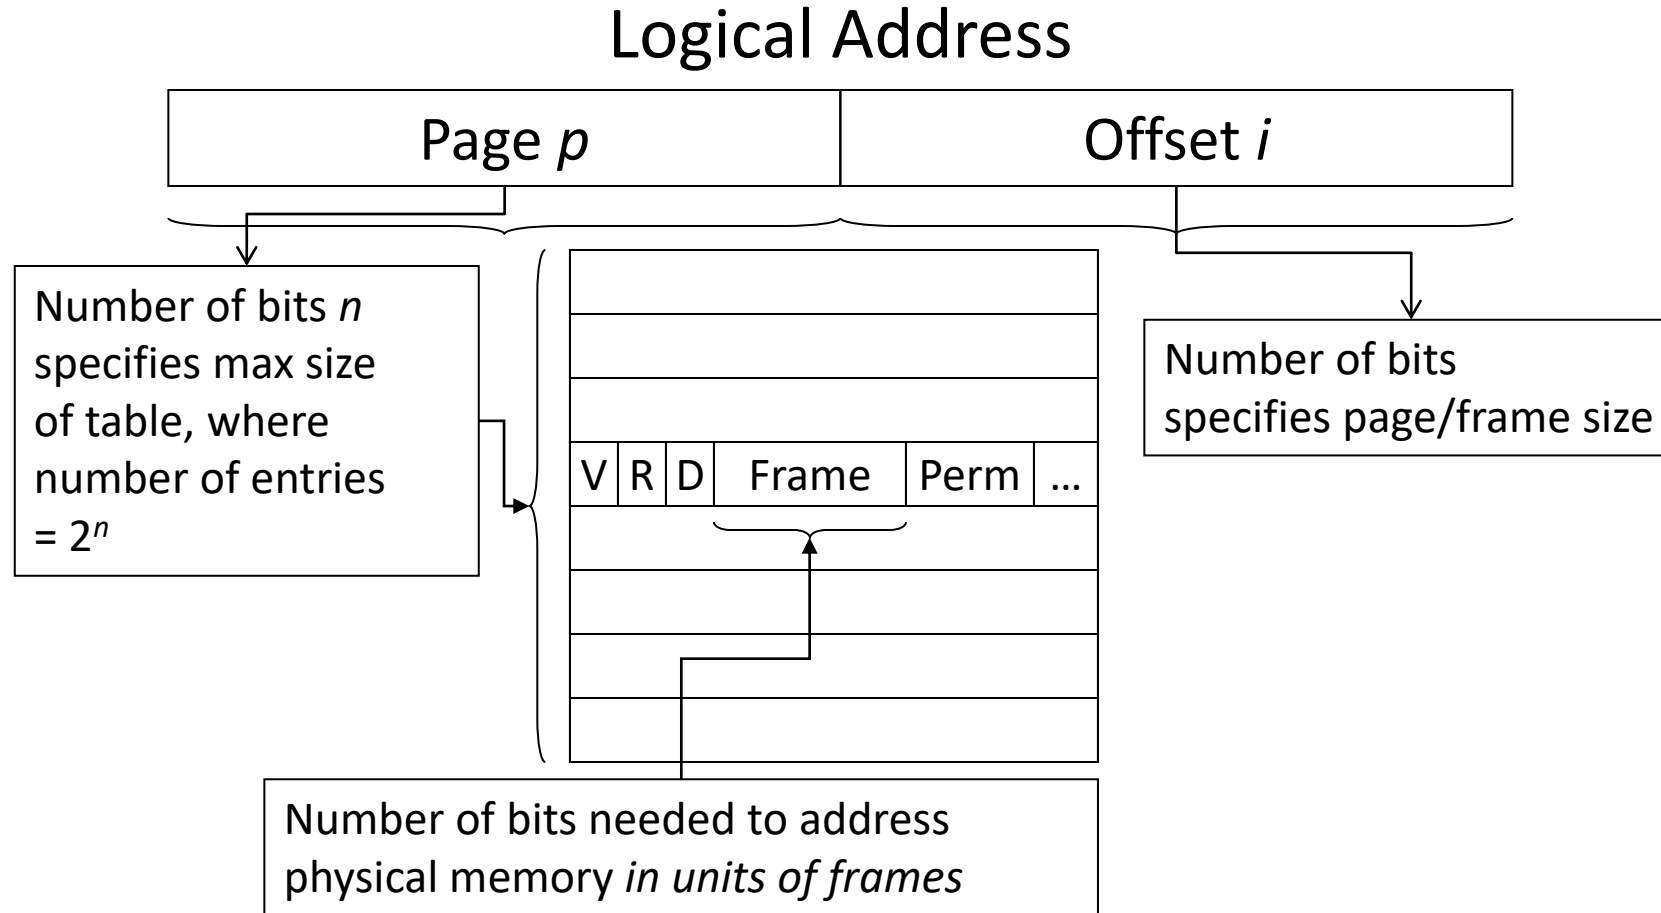 Logical Address
Page p
Offset i
Number of bits n
specifies max size
of table, where
number of entries
= 2ⁿ
Number of bits
specifies page/frame size
V R D Frame Perm ...
Number of bits needed to address
physical memory in units of frames